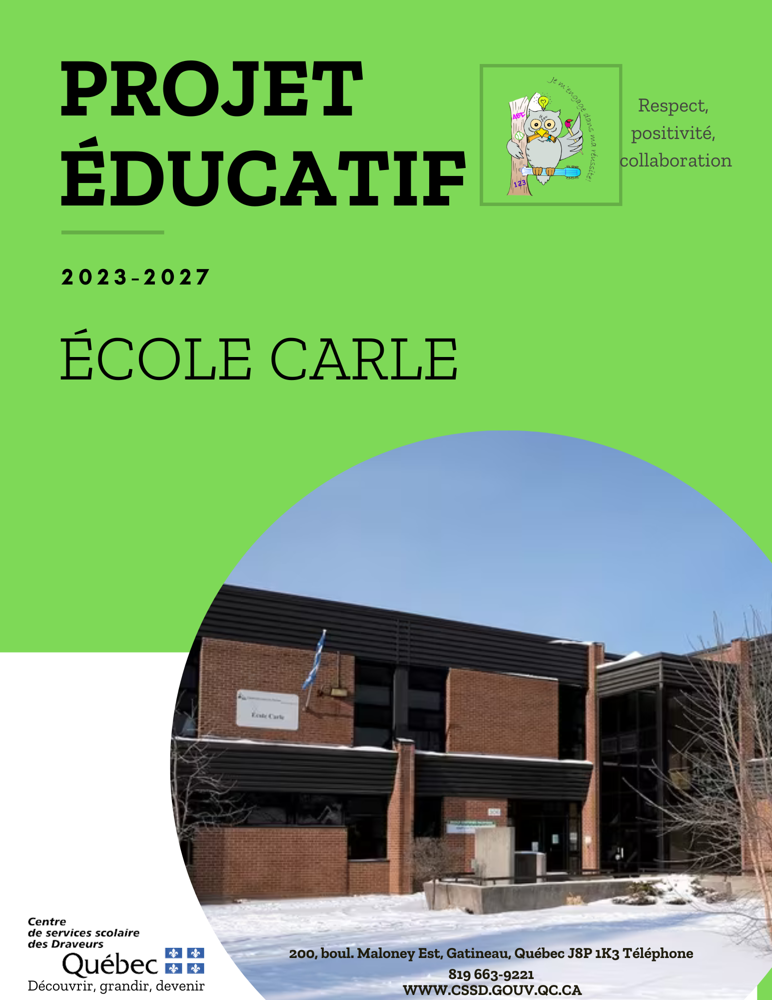 PROJET
ÉDUCATIF
Je m'engage dans ma réussite!
ABC
123
Respect,
positivité,
collaboration
2023-2027
ÉCOLE CARLE
École Carle
Centre
de services scolaire
des Draveurs
Québec
Découvrir, grandir, devenir
200, boul. Maloney Est, Gatineau, Québec J8P 1K3 Téléphone
819 663-9221
WWW.CSSD.GOUV.QC.CA